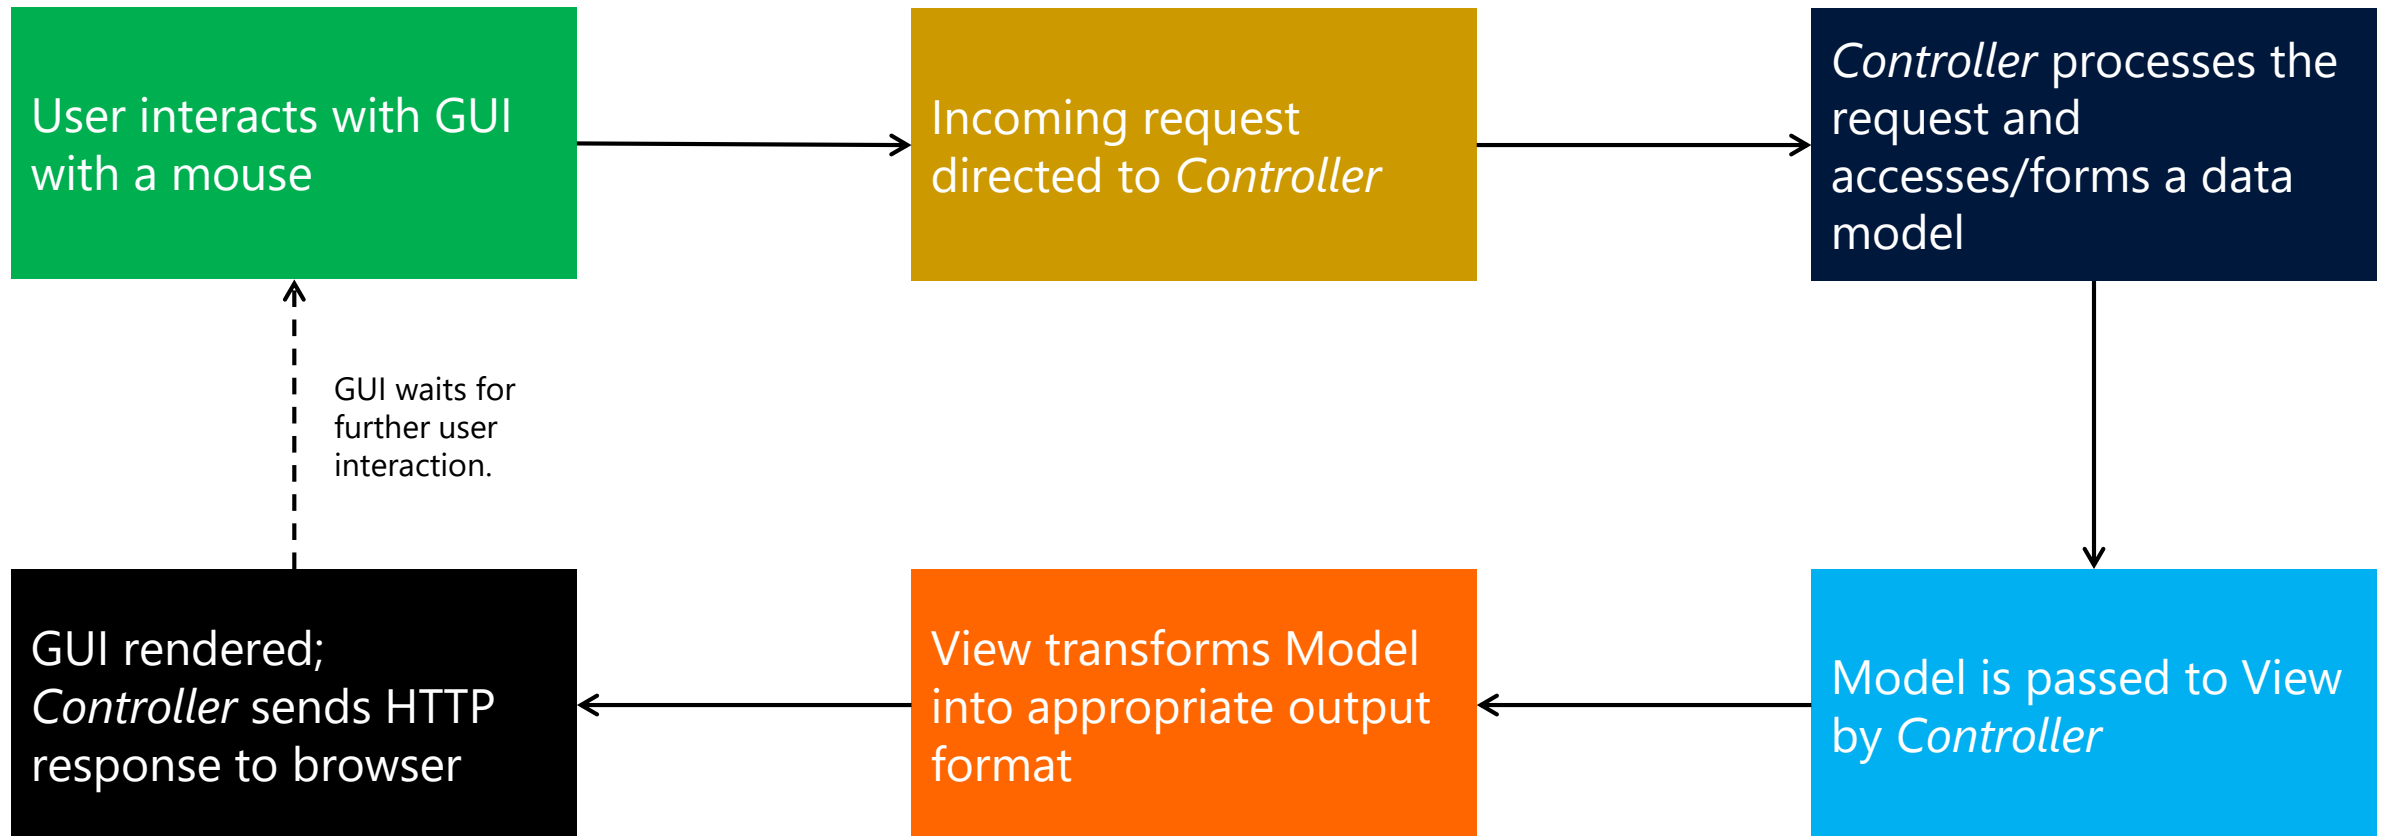 User interacts with GUI
with a mouse
Incoming request
directed to Controller
Controller processes the
request and
accesses/forms a data
model
GUI waits for
further user
interaction.
GUI rendered;
Controller sends HTTP
response to browser
View transforms Model
into appropriate output
format
Model is passed to View
by Controller